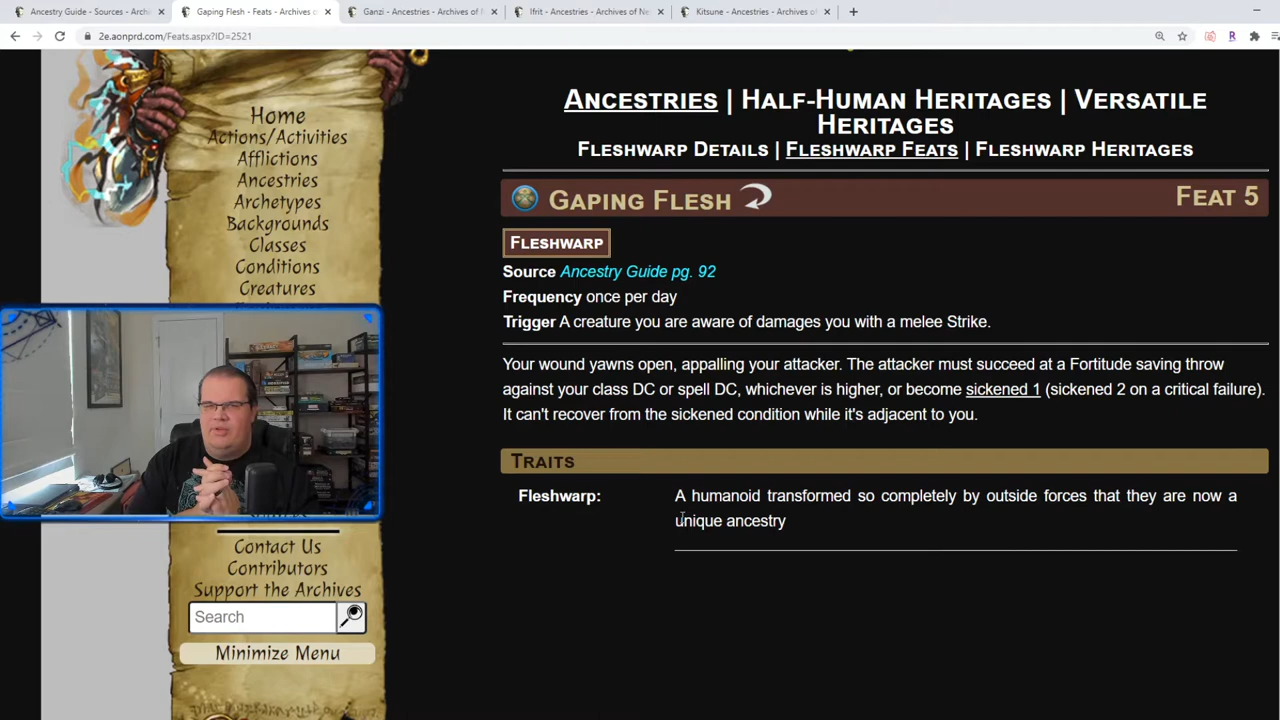 Ancestry Guide - Sources - Archi
Gaping Flesh - Feats - Archives o
Ganzi - Ancestries - Archives of N
Ifrit - Ancestries - Archives of Ne
Kitsune - Ancestries - Archives of
2e.aonprd.com/Feats.aspx?ID=2521
Home
Actions/Activities
Afflictions
Ancestries
Archetypes
Backgrounds
Classes
Conditions
Creatures
Contact Us
Contributors
Support the Archives
Search
Minimize Menu
Ancestries | Half-Human Heritages | Versatile
Heritages
Fleshwarp Details | Fleshwarp Feats | Fleshwarp Heritages
Gaping Flesh
Feat 5
Fleshwarp
Source Ancestry Guide pg. 92
Frequency once per day
Trigger A creature you are aware of damages you with a melee Strike.
Your wound yawns open, appalling your attacker. The attacker must succeed at a Fortitude saving throw
against your class DC or spell DC, whichever is higher, or become sickened 1 (sickened 2 on a critical failure).
It can't recover from the sickened condition while it's adjacent to you.
Traits
Fleshwarp: A humanoid transformed so completely by outside forces that they are now a
unique ancestry